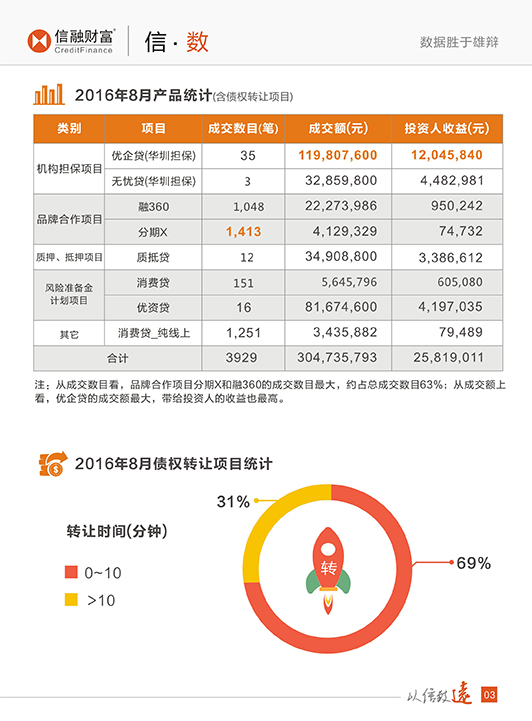 信融财富®
CreditFinance
信·数
数据胜于雄辩
2016年8月产品统计(含债权转让项目)
类别 项目 成交数目(笔) 成交额(元) 投资人收益(元)
机构担保项目 优企贷(华圳担保) 35 119,807,600 12,045,840
无忧贷(华圳担保) 3 32,859,800 4,482,981
品牌合作项目 融360 1,048 22,273,986 950,242
分期X 1,413 4,129,329 74,732
质押、抵押项目 质抵贷 12 34,908,800 3,386,612
风险准备金
计划项目
消费贷 151 5,645,796 605,080
优资贷 16 81,674,600 4,197,035
其它 消费贷_纯线上 1,251 3,435,882 79,489
合计 3929 304,735,793 25,819,011
注：从成交数目看，品牌合作项目分期X和融360的成交数目最大，约占总成交数目63%；从成交额上
看，优企贷的成交额最大，带给投资人的收益也最高。
2016年8月债权转让项目统计
31%
转让时间(分钟)
0~10
>10
转
69%
以信致远
03